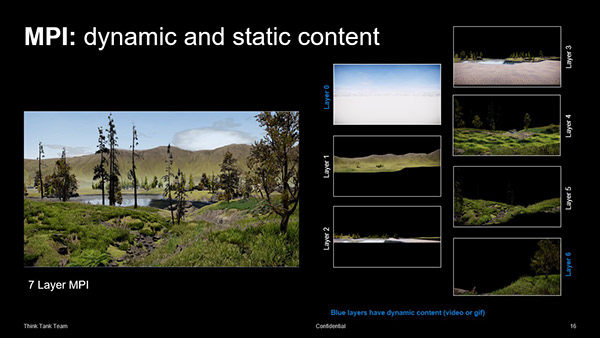 MPI: dynamic and static content
Layer 0
Layer 1
Layer 2
Layer 3
Layer 4
Layer 5
Layer 6
7 Layer MPI
Blue layers have dynamic content (video or gif)
Think Tank Team
Confidential
16